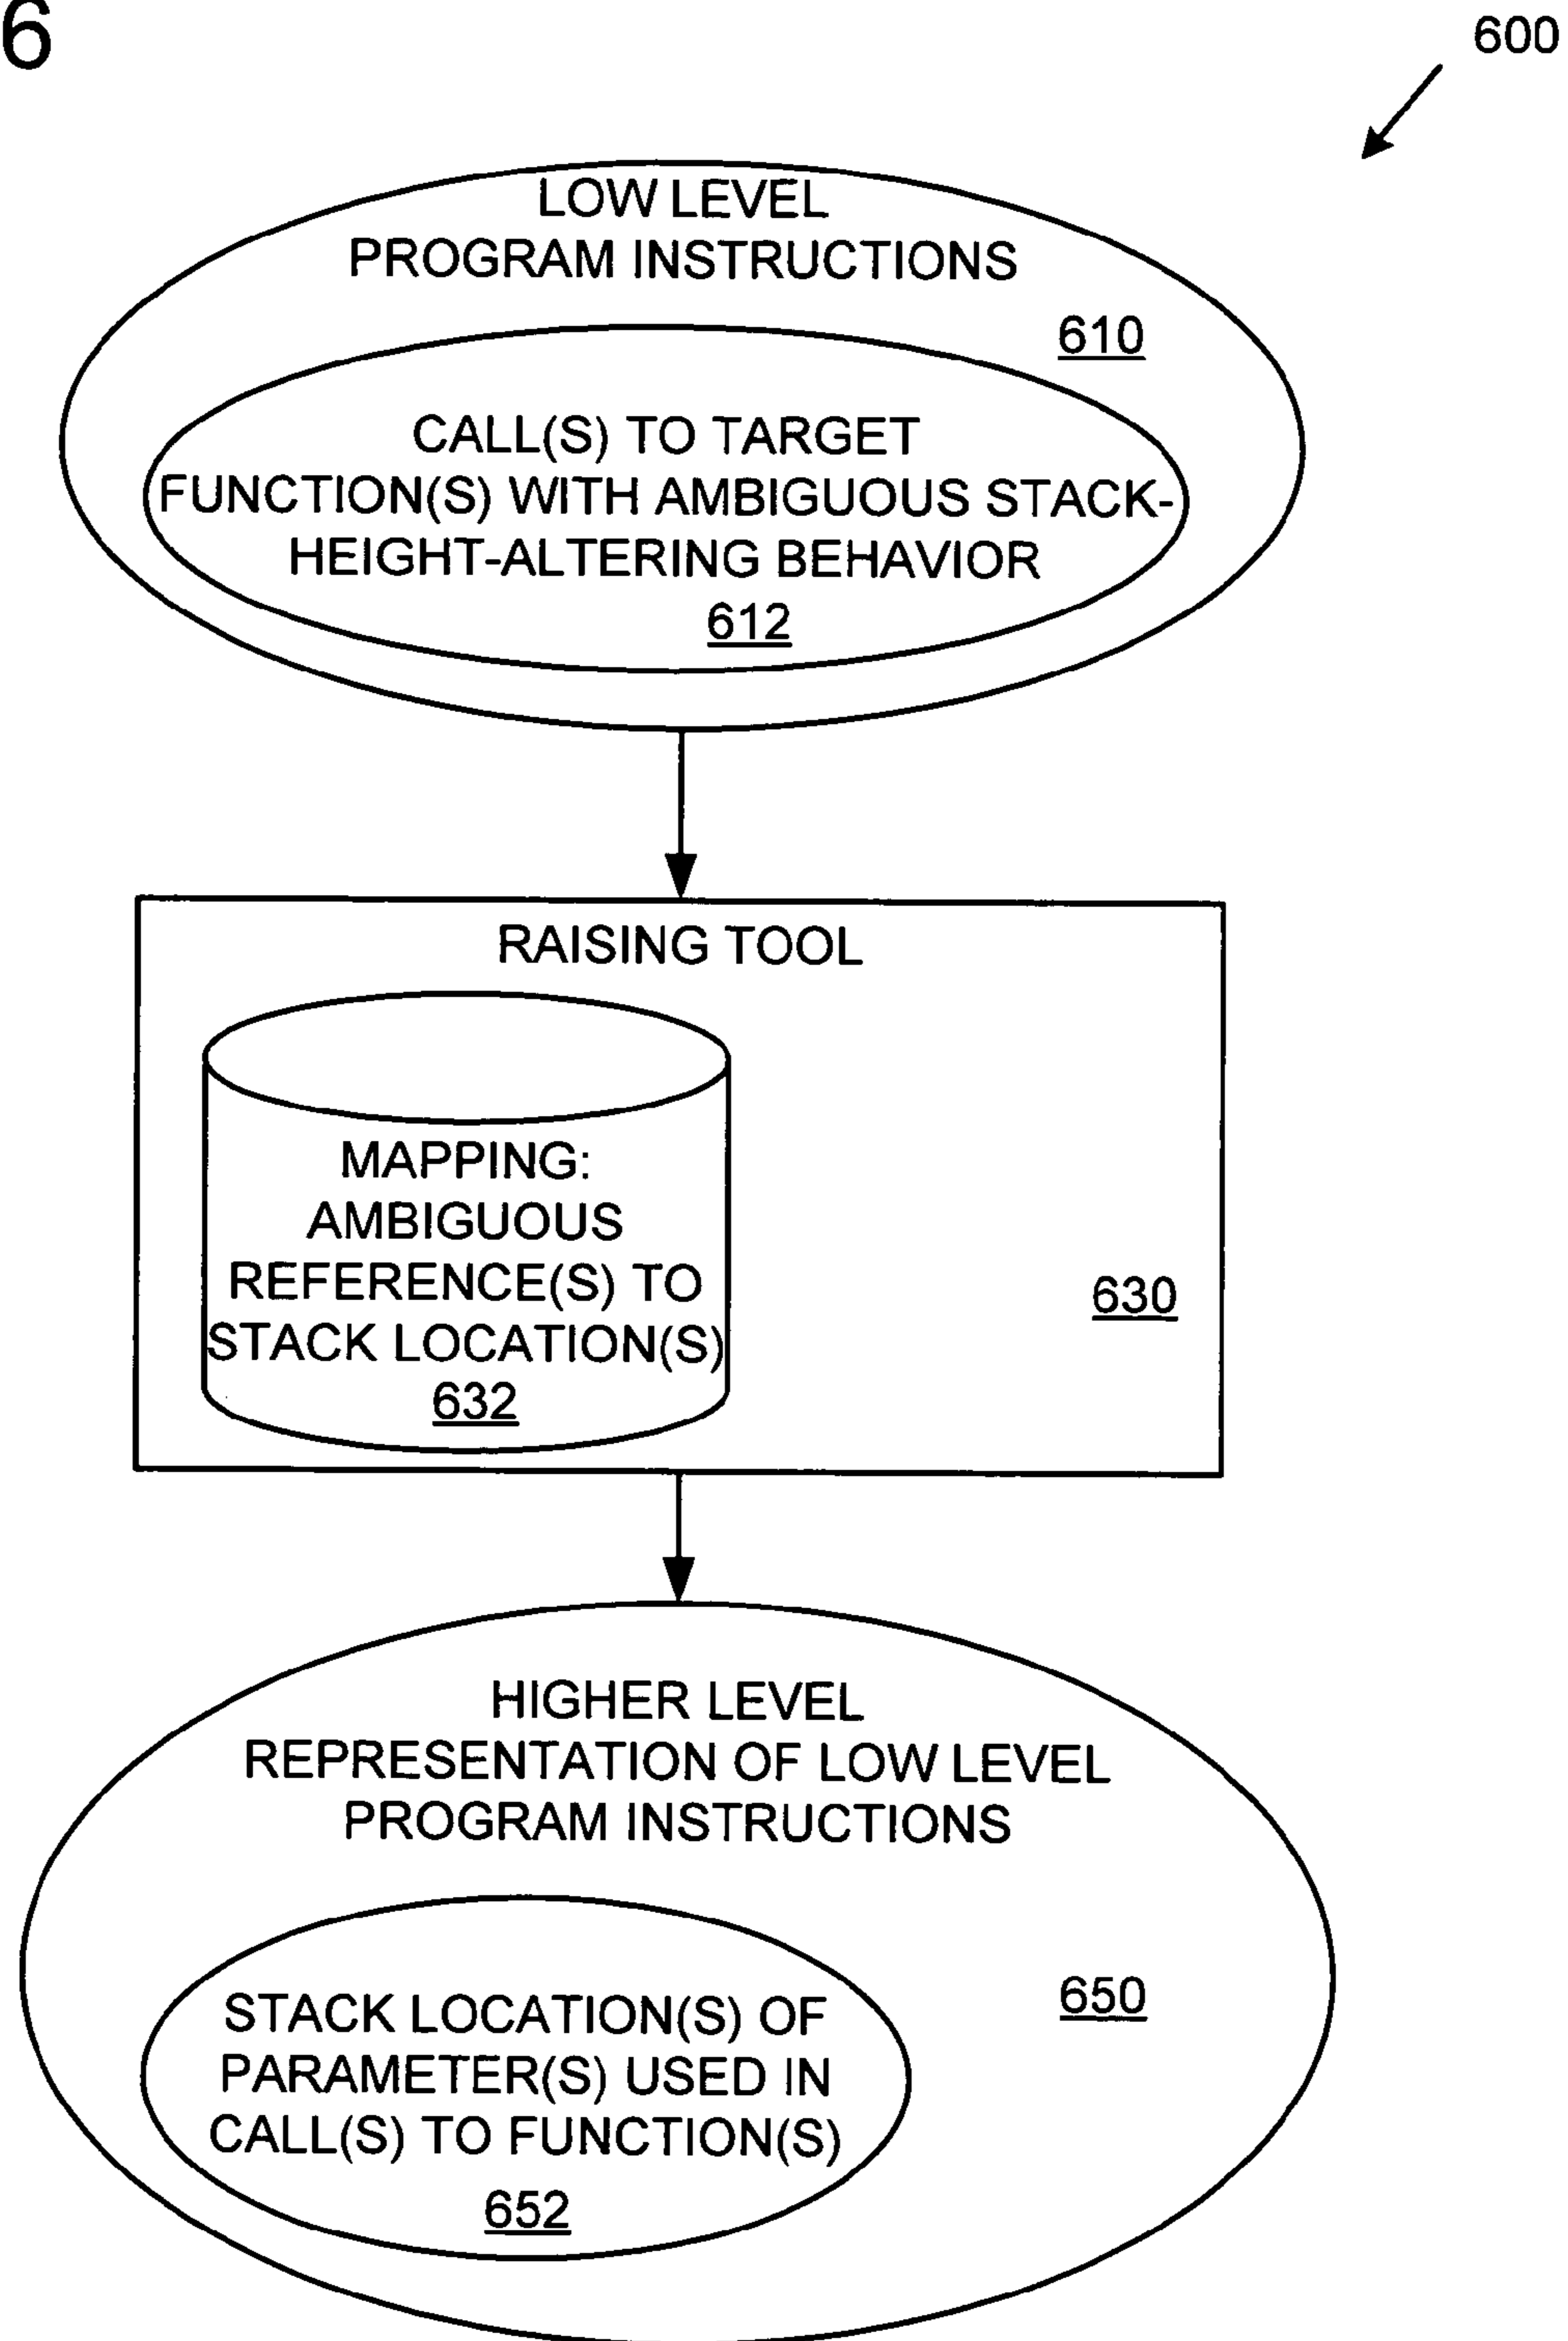 6
600
LOW LEVEL
PROGRAM INSTRUCTIONS
610
CALL(S) TO TARGET
FUNCTION(S) WITH AMBIGUOUS STACK-
HEIGHT-ALTERING BEHAVIOR
612
RAISING TOOL
MAPPING:
AMBIGUOUS
REFERENCE(S) TO
STACK LOCATION(S)
632
630
HIGHER LEVEL
REPRESENTATION OF LOW LEVEL
PROGRAM INSTRUCTIONS
650
STACK LOCATION(S) OF
PARAMETER(S) USED IN
CALL(S) TO FUNCTION(S)
652